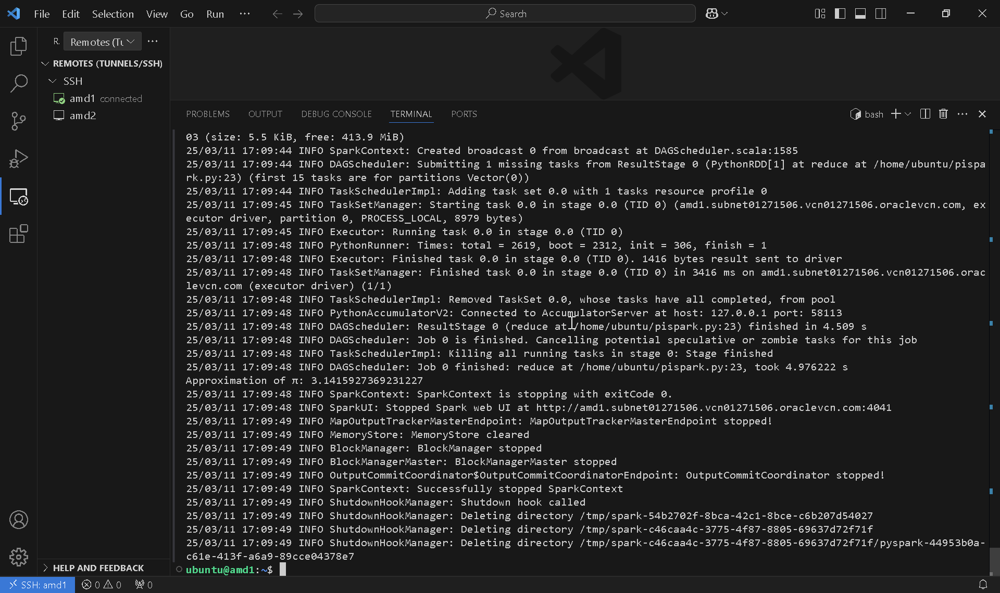 File Edit Selection View Go Run ···
Search
R. Remotes (Tu ···
REMOTES (TUNNELS/SSH)
SSH
amd1 connected
amd2
PROBLEMS OUTPUT DEBUG CONSOLE TERMINAL PORTS
bash
03 (size: 5.5 KiB, free: 413.9 MiB)
25/03/11 17:09:44 INFO SparkContext: Created broadcast 0 from broadcast at DAGScheduler.scala:1585
25/03/11 17:09:44 INFO DAGScheduler: Submitting 1 missing tasks from ResultStage 0 (PythonRDD[1] at reduce at /home/ubuntu/pispa
rk.py:23) (first 15 tasks are for partitions Vector(0))
25/03/11 17:09:44 INFO TaskSchedulerImpl: Adding task set 0.0 with 1 tasks resource profile 0
25/03/11 17:09:45 INFO TaskSetManager: Starting task 0.0 in stage 0.0 (TID 0) (amd1.subnet01271506.vcn01271506.oraclevcn.com, ex
ecutor driver, partition 0, PROCESS_LOCAL, 8979 bytes)
25/03/11 17:09:45 INFO Executor: Running task 0.0 in stage 0.0 (TID 0)
25/03/11 17:09:48 INFO PythonRunner: Times: total = 2619, boot = 2312, init = 306, finish = 1
25/03/11 17:09:48 INFO Executor: Finished task 0.0 in stage 0.0 (TID 0). 1416 bytes result sent to driver
25/03/11 17:09:48 INFO TaskSetManager: Finished task 0.0 in stage 0.0 (TID 0) in 3416 ms on amd1.subnet01271506.vcn01271506.orac
levcn.com (executor driver) (1/1)
25/03/11 17:09:48 INFO TaskSchedulerImpl: Removed TaskSet 0.0, whose tasks have all completed, from pool
25/03/11 17:09:48 INFO PythonAccumulatorV2: Connected to AccumulatorServer at host: 127.0.0.1 port: 58113
25/03/11 17:09:48 INFO DAGScheduler: ResultStage 0 (reduce at /home/ubuntu/pispark.py:23) finished in 4.509 s
25/03/11 17:09:48 INFO DAGScheduler: Job 0 is finished. Cancelling potential speculative or zombie tasks for this job
25/03/11 17:09:48 INFO TaskSchedulerImpl: Killing all running tasks in stage 0: Stage finished
25/03/11 17:09:48 INFO DAGScheduler: Job 0 finished: reduce at /home/ubuntu/pispark.py:23, took 4.976222 s
Approximation of π: 3.1415927369231227
25/03/11 17:09:48 INFO SparkContext: SparkContext is stopping with exitCode 0.
25/03/11 17:09:48 INFO SparkUI: Stopped Spark web UI at http://amd1.subnet01271506.vcn01271506.oraclevcn.com:4041
25/03/11 17:09:49 INFO MapOutputTrackerMasterEndpoint: MapOutputTrackerMasterEndpoint stopped!
25/03/11 17:09:49 INFO MemoryStore: MemoryStore cleared
25/03/11 17:09:49 INFO BlockManager: BlockManager stopped
25/03/11 17:09:49 INFO BlockManagerMaster: BlockManagerMaster stopped
25/03/11 17:09:49 INFO OutputCommitCoordinator$OutputCommitCoordinatorEndpoint: OutputCommitCoordinator stopped!
25/03/11 17:09:49 INFO SparkContext: Successfully stopped SparkContext
25/03/11 17:09:49 INFO ShutdownHookManager: Shutdown hook called
25/03/11 17:09:49 INFO ShutdownHookManager: Deleting directory /tmp/spark-54b2702f-8bca-42c1-8bce-c6b207d54027
25/03/11 17:09:49 INFO ShutdownHookManager: Deleting directory /tmp/spark-c46caa4c-3775-4f87-8805-69637d72f71f
25/03/11 17:09:49 INFO ShutdownHookManager: Deleting directory /tmp/spark-c46caa4c-3775-4f87-8805-69637d72f71f/pyspark-44953b0a-
c61e-413f-a6a9-89cce04378e7
ubuntu@amd1:~$
HELP AND FEEDBACK
SSH: amd1 0 0 0